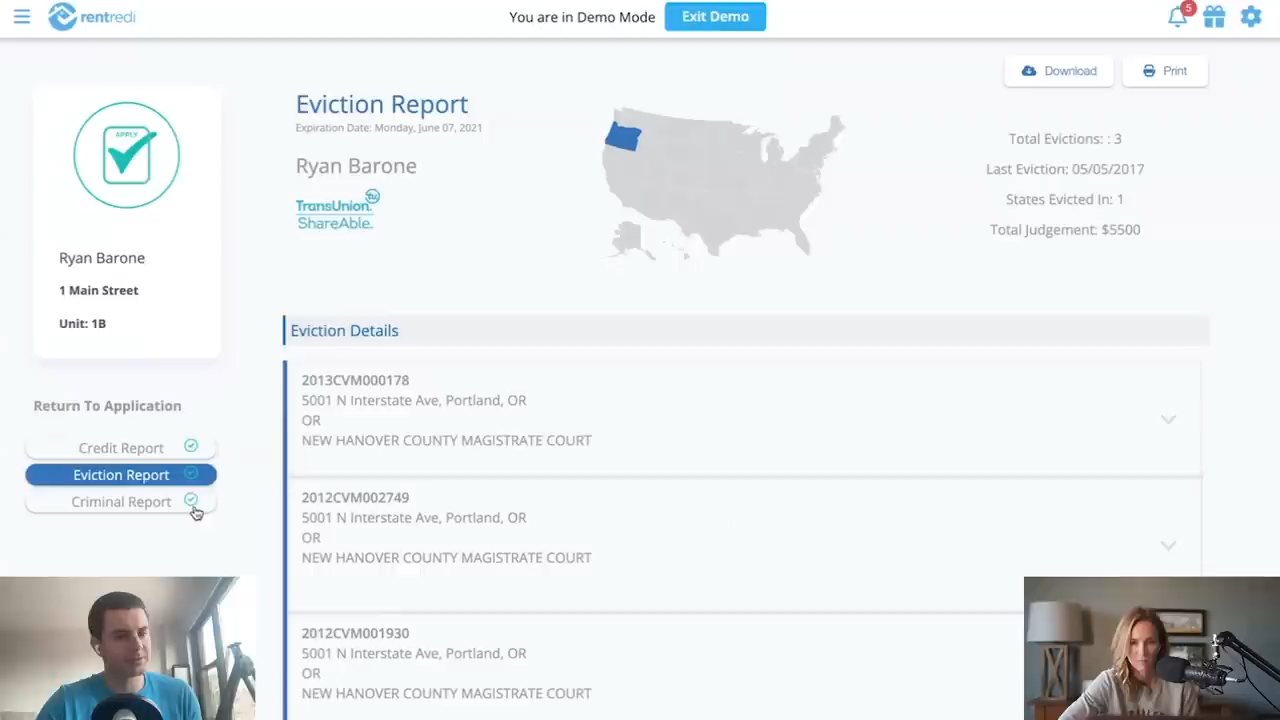 rentredi
You are in Demo Mode
Exit Demo
5
Download
Print
APPLY
Ryan Barone
1 Main Street
Unit: 1B
Return To Application
Credit Report
Eviction Report
Criminal Report
Eviction Report
Expiration Date: Monday, June 07, 2021
Ryan Barone
TransUnion.
tu
ShareAble.
Total Evictions: : 3
Last Eviction: 05/05/2017
States Evicted In: 1
Total Judgement: $5500
Eviction Details
2013CVM000178
5001 N Interstate Ave, Portland, OR
OR
NEW HANOVER COUNTY MAGISTRATE COURT
2012CVM002749
5001 N Interstate Ave, Portland, OR
OR
NEW HANOVER COUNTY MAGISTRATE COURT
2012CVM001930
5001 N Interstate Ave, Portland, OR
OR
NEW HANOVER COUNTY MAGISTRATE COURT